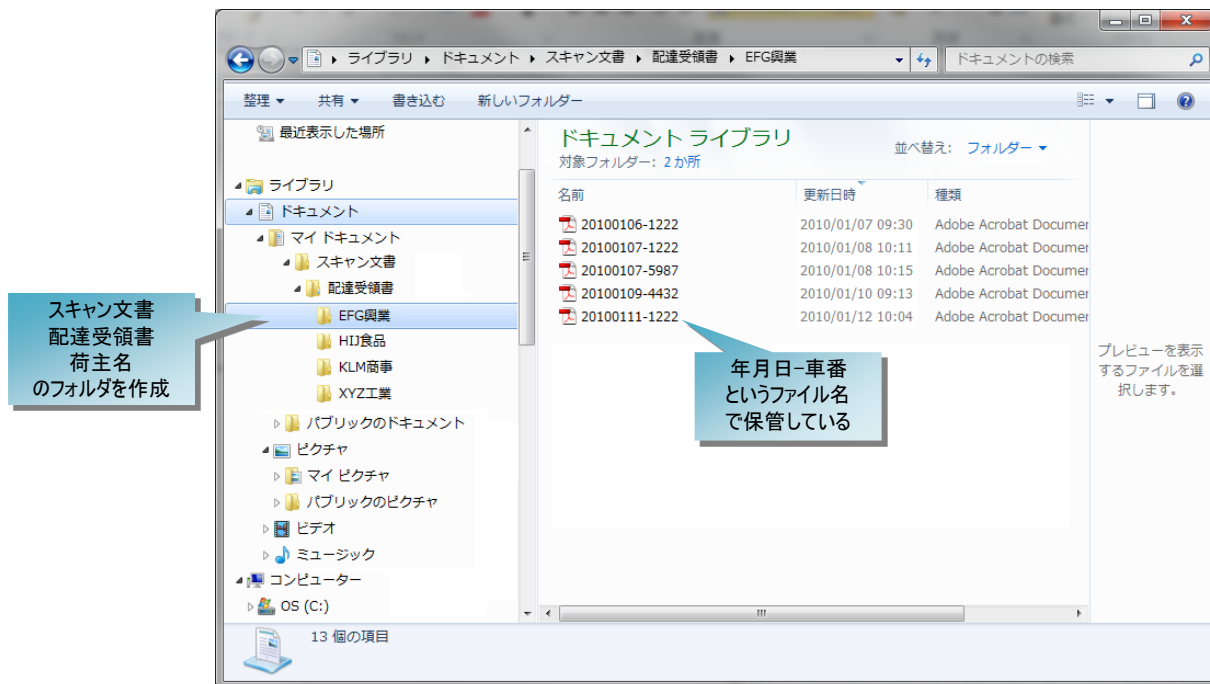 ライブラリ ▸ ドキュメント ▸ スキャン文書 ▸ 配達受領書 ▸ EFG興業
ドキュメントの検索
整理 共有 書き込む 新しいフォルダー
最近表示した場所
ライブラリ
ドキュメント
マイ ドキュメント
スキャン文書
配達受領書
EFG興業
HIJ食品
KLM商事
XYZ工業
パブリックのドキュメント
ピクチャ
マイ ピクチャ
パブリックのピクチャ
ビデオ
ミュージック
コンピューター
OS (C:)
スキャン文書
配達受領書
荷主名
のフォルダを作成
ドキュメント ライブラリ
対象フォルダー: 2 か所
並べ替え: フォルダー
名前 更新日時 種類
20100106-1222 2010/01/07 09:30 Adobe Acrobat Documer
20100107-1222 2010/01/08 10:11 Adobe Acrobat Documer
20100107-5987 2010/01/08 10:15 Adobe Acrobat Documer
20100109-4432 2010/01/10 09:13 Adobe Acrobat Documer
20100111-1222 2010/01/12 10:04 Adobe Acrobat Documer
年月日-車番
というファイル名
で保管している
プレビューを表示
するファイルを選
択します。
13 個の項目